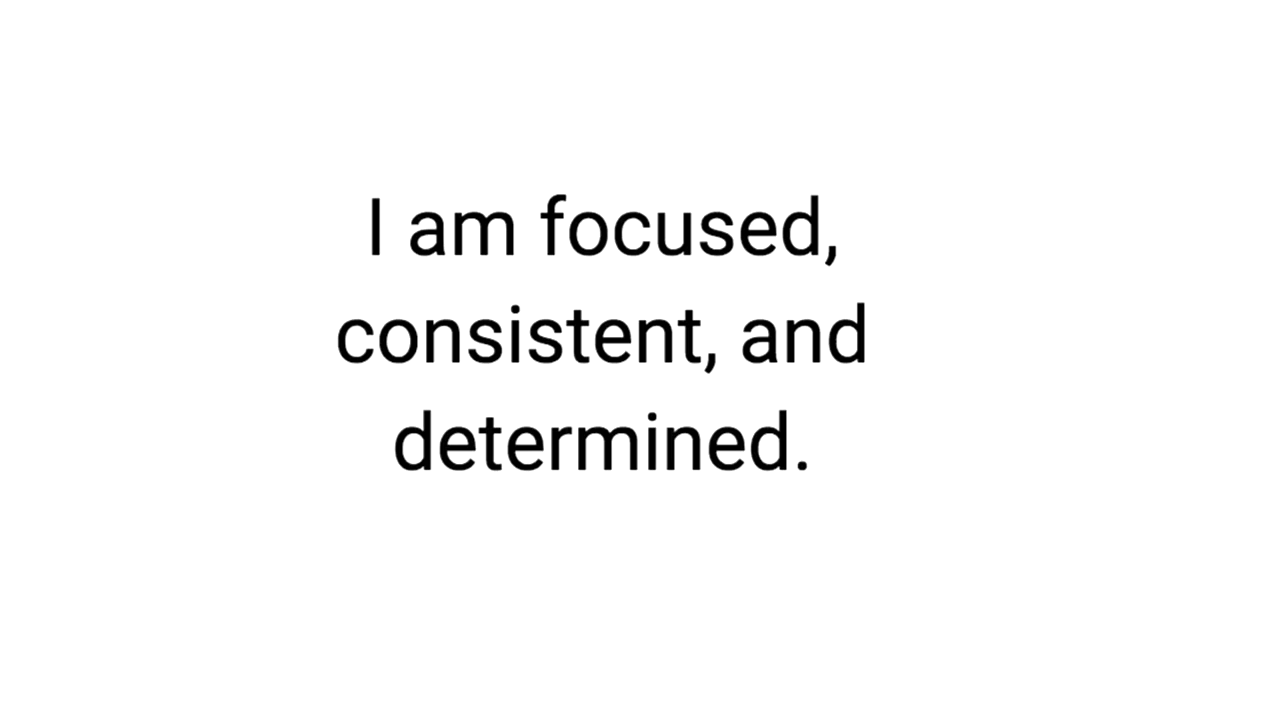 I am focused,
consistent, and
determined.